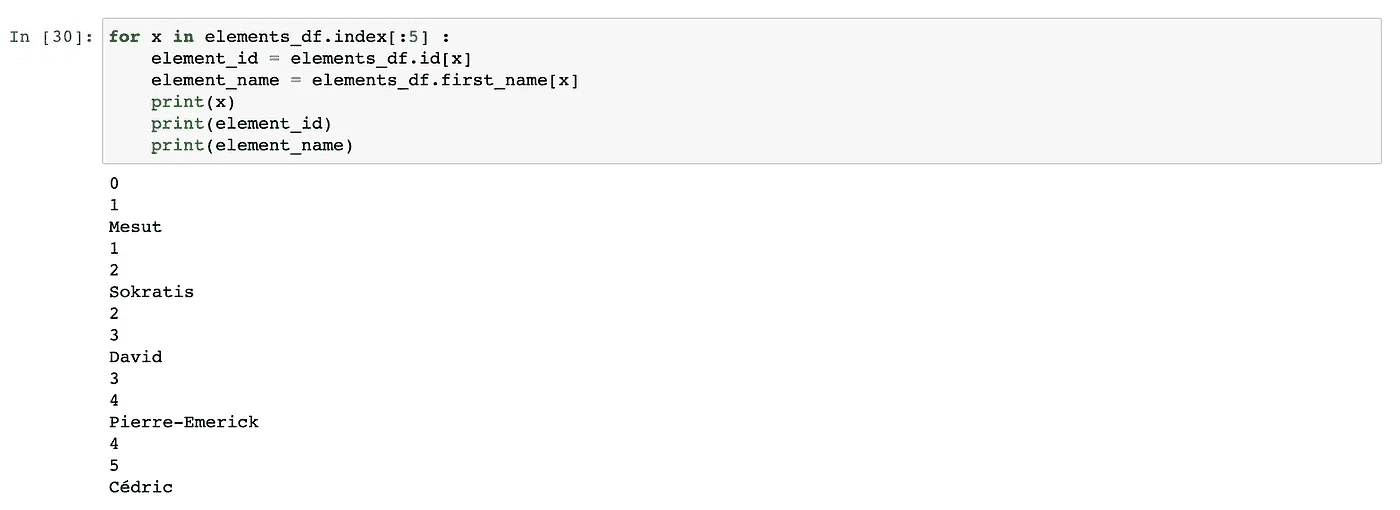 In [30]: for x in elements_df.index[:5] :
    element_id = elements_df.id[x]
    element_name = elements_df.first_name[x]
    print(x)
    print(element_id)
    print(element_name)
0
1
Mesut
1
2
Sokratis
2
3
David
3
4
Pierre-Emerick
4
5
Cédric